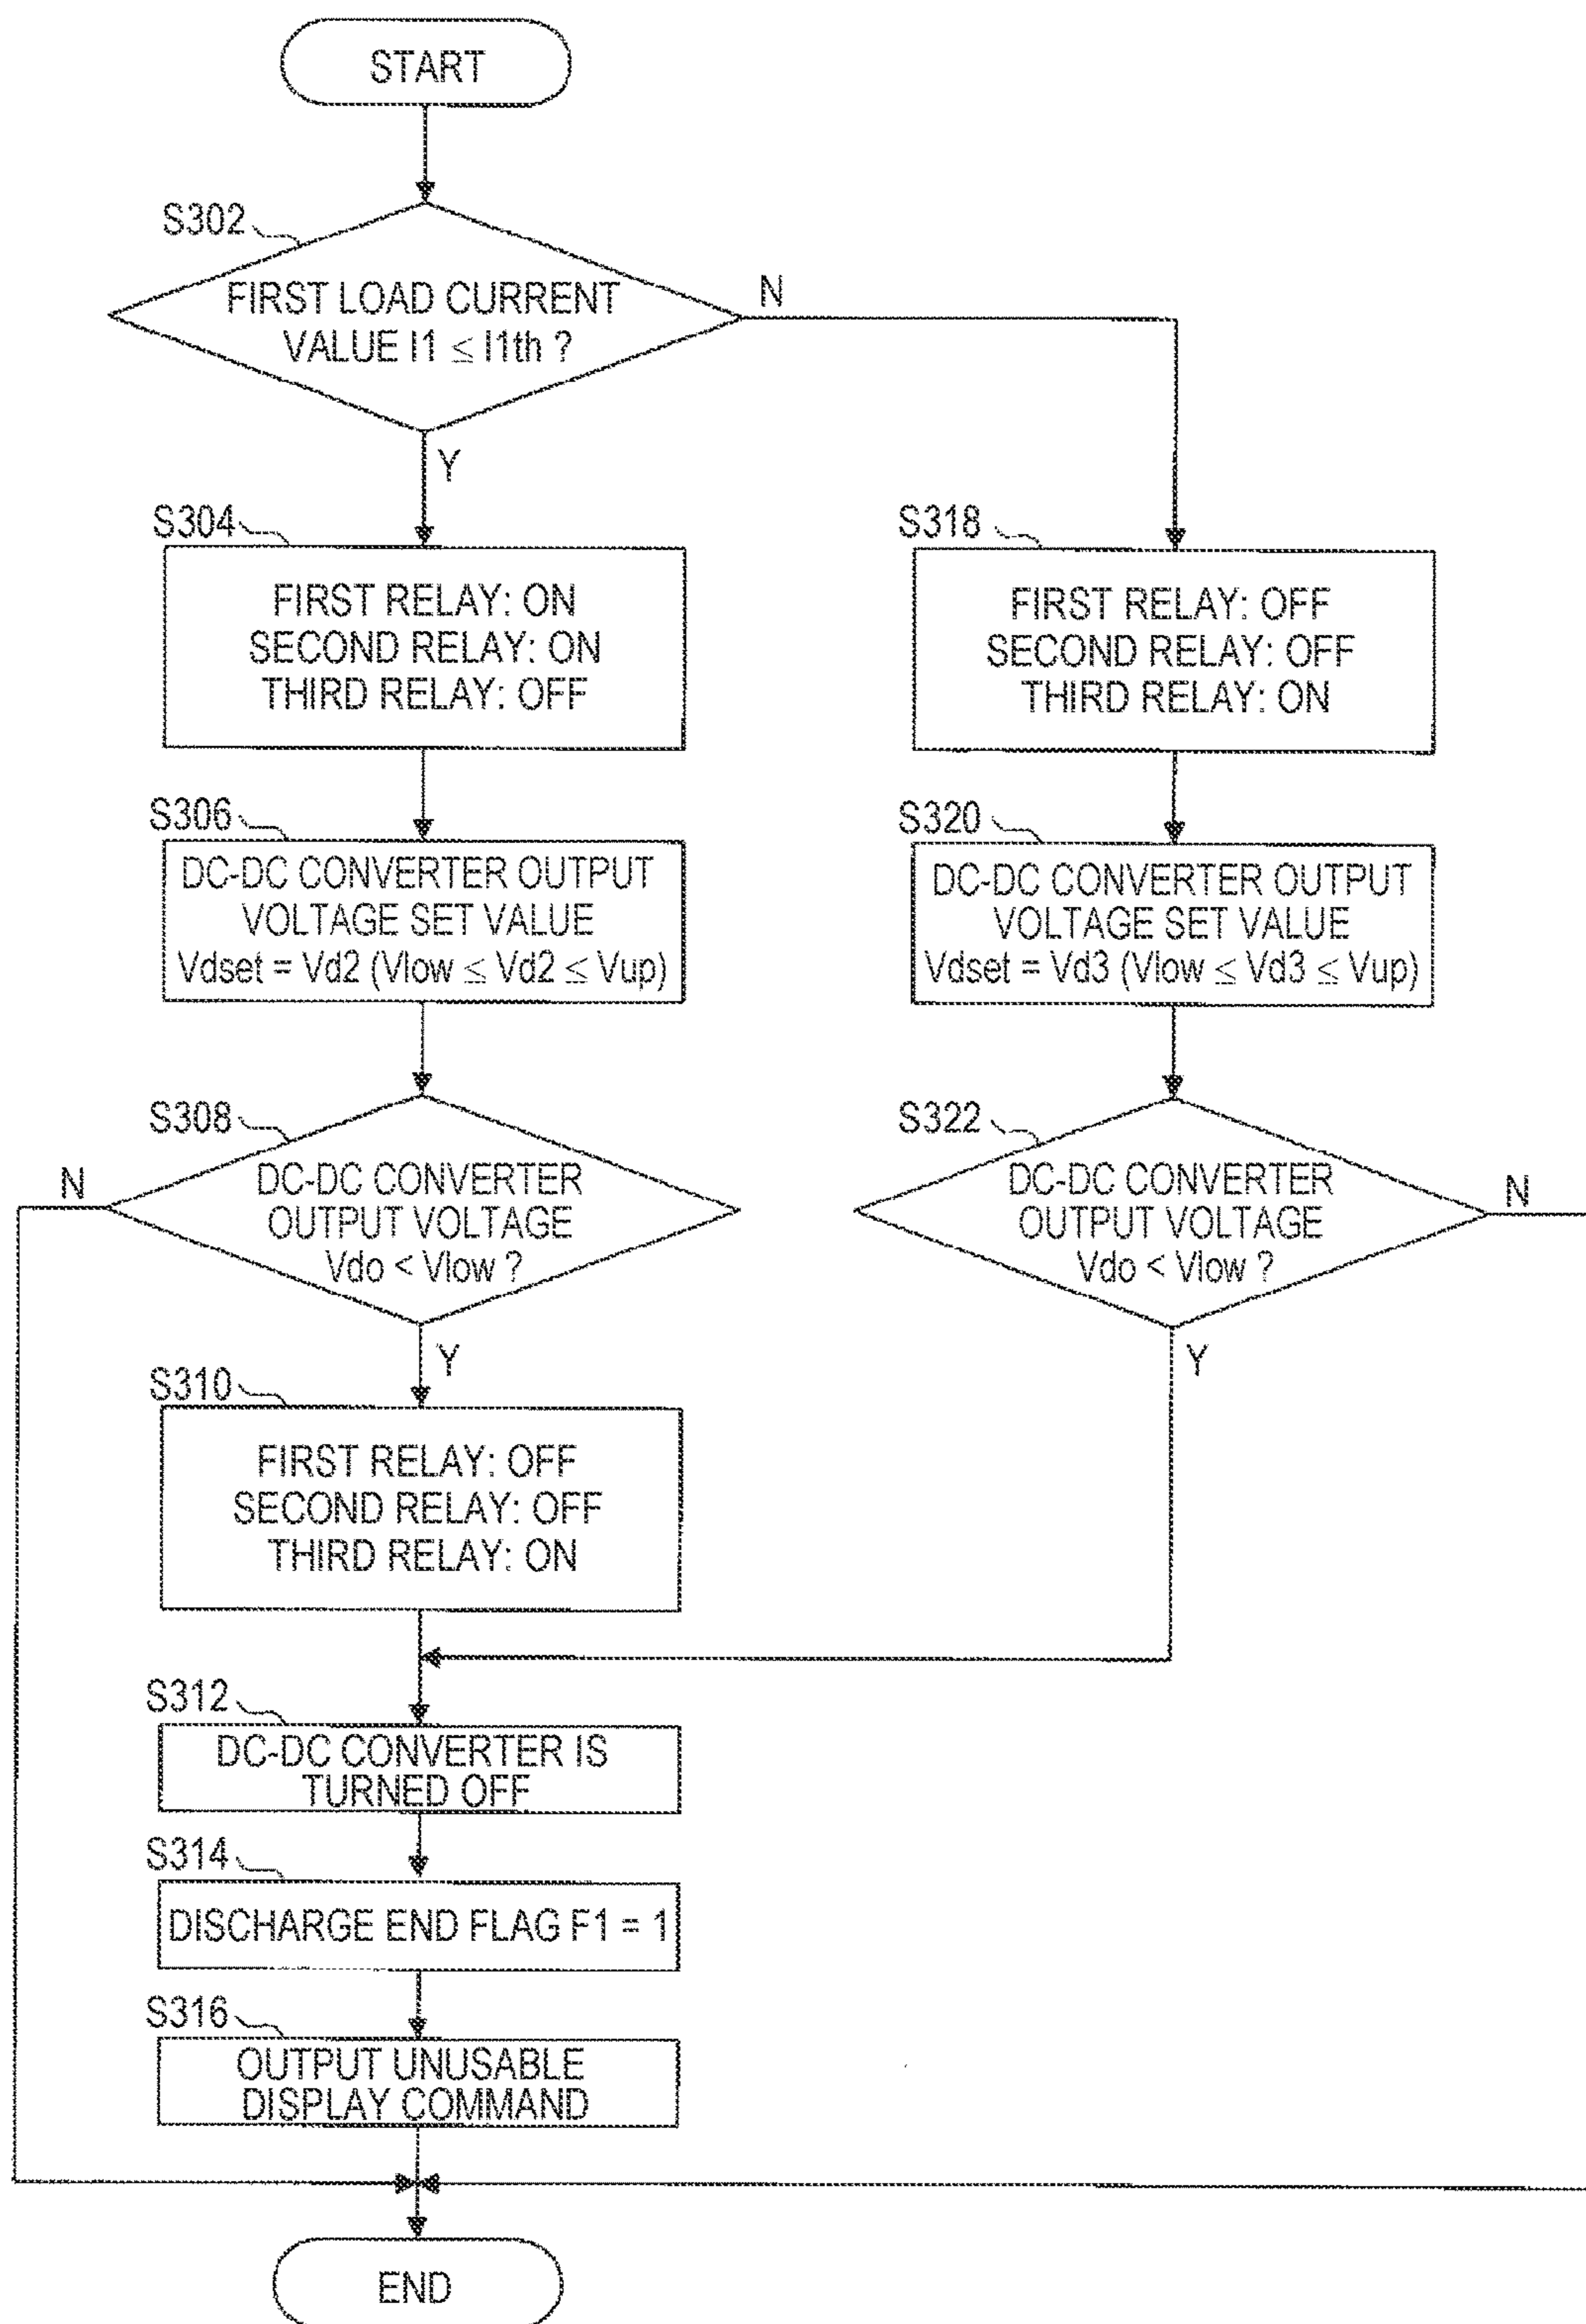 START
S302
FIRST LOAD CURRENT
VALUE I1 ≤ I1th ?
N
Y
S304
FIRST RELAY: ON
SECOND RELAY: ON
THIRD RELAY: OFF
S318
FIRST RELAY: OFF
SECOND RELAY: OFF
THIRD RELAY: ON
S306
DC-DC CONVERTER OUTPUT
VOLTAGE SET VALUE
Vdset = Vd2 (Vlow ≤ Vd2 ≤ Vup)
S320
DC-DC CONVERTER OUTPUT
VOLTAGE SET VALUE
Vdset = Vd3 (Vlow ≤ Vd3 ≤ Vup)
S308
N
DC-DC CONVERTER
OUTPUT VOLTAGE
Vdo < Vlow ?
Y
S322
DC-DC CONVERTER
OUTPUT VOLTAGE
Vdo < Vlow ?
N
Y
S310
FIRST RELAY: OFF
SECOND RELAY: OFF
THIRD RELAY: ON
S312
DC-DC CONVERTER IS
TURNED OFF
S314
DISCHARGE END FLAG F1 = 1
S316
OUTPUT UNUSABLE
DISPLAY COMMAND
END